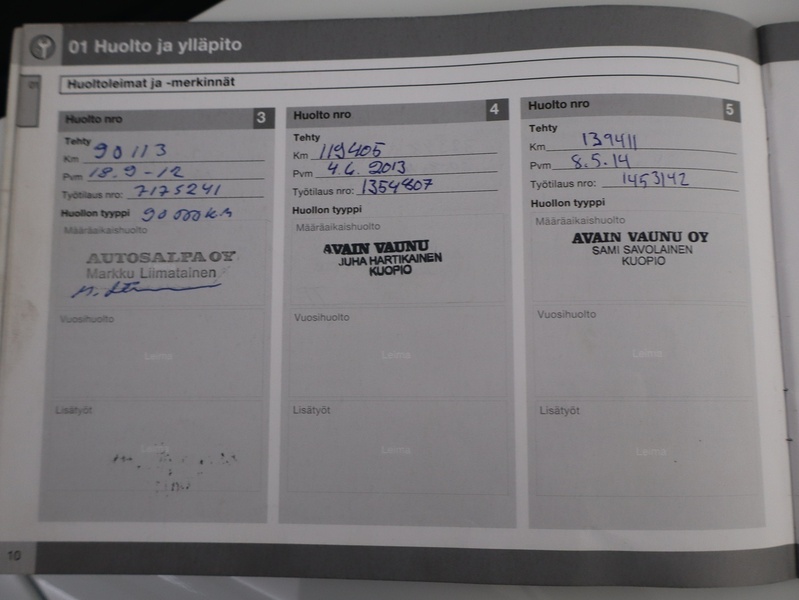 01 Huolto ja ylläpito
01
Huoltoleimat ja -merkinnät
Huolto nro 3
Tehty
Km 90113
Pvm 18.9-12
Työtilaus nro: 7175241
Huollon tyyppi 90 000 km
Määräaikaishuolto
AUTOSALPA OY
Markku Liimatainen
Vuosihuolto
Leima
Lisätyöt
Leima
Huolto nro 4
Tehty
Km 119405
Pvm 4.6.2013
Työtilaus nro: 1354807
Huollon tyyppi
Määräaikaishuolto
AVAIN VAUNU
JUHA HARTIKAINEN
KUOPIO
Vuosihuolto
Leima
Lisätyöt
Leima
Huolto nro 5
Tehty
Km 139411
Pvm 8.5.14
Työtilaus nro: 1453142
Huollon tyyppi
Määräaikaishuolto
AVAIN VAUNU OY
SAMI SAVOLAINEN
KUOPIO
Vuosihuolto
Leima
Lisätyöt
Leima
10